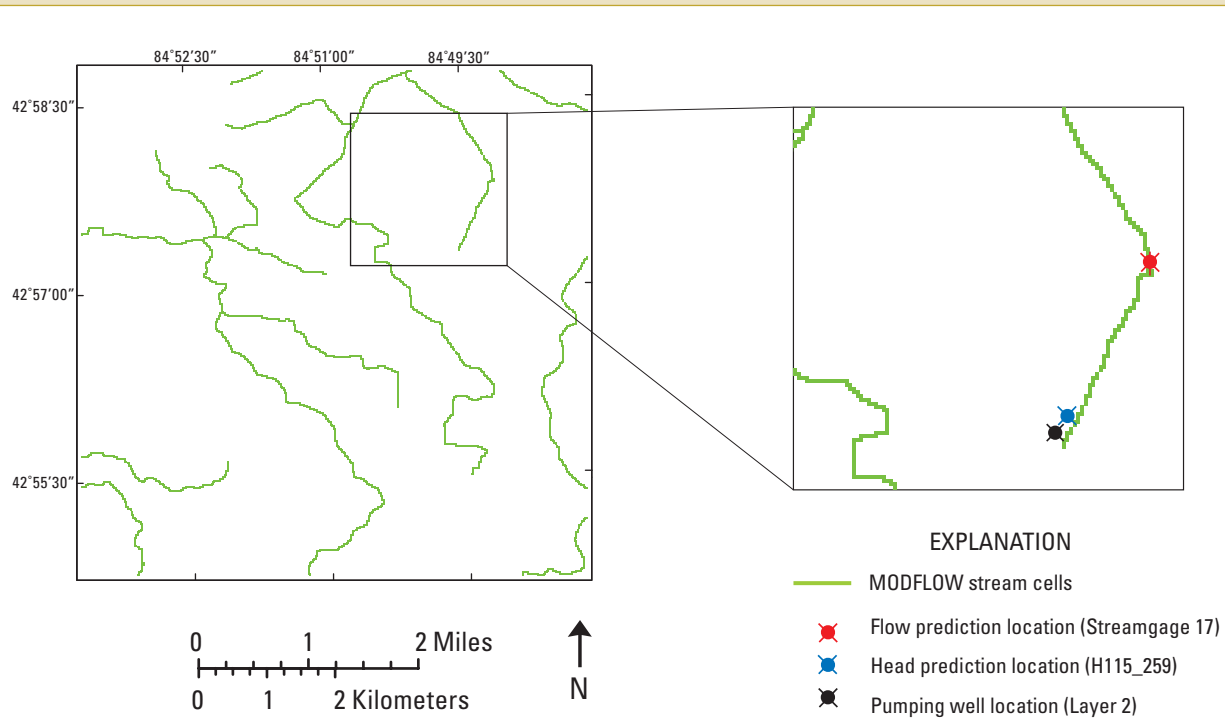 84°52'30" 84°51'00" 84°49'30"
42°58'30"
42°57'00"
42°55'30"
0 1 2 Miles
0 1 2 Kilometers
N
EXPLANATION
MODFLOW stream cells
Flow prediction location (Streamgage 17)
Head prediction location (H115_259)
Pumping well location (Layer 2)